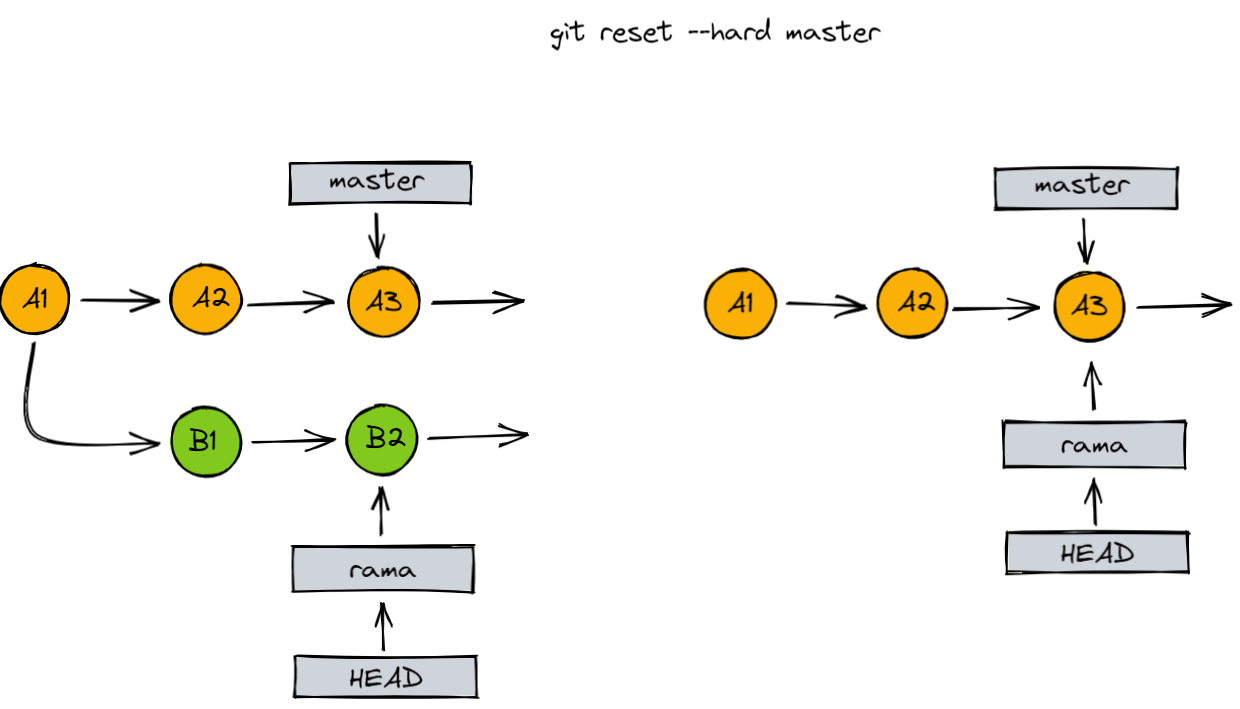 git reset --hard master
master
A1
A2
A3
B1
B2
rama
HEAD
master
A1
A2
A3
rama
HEAD